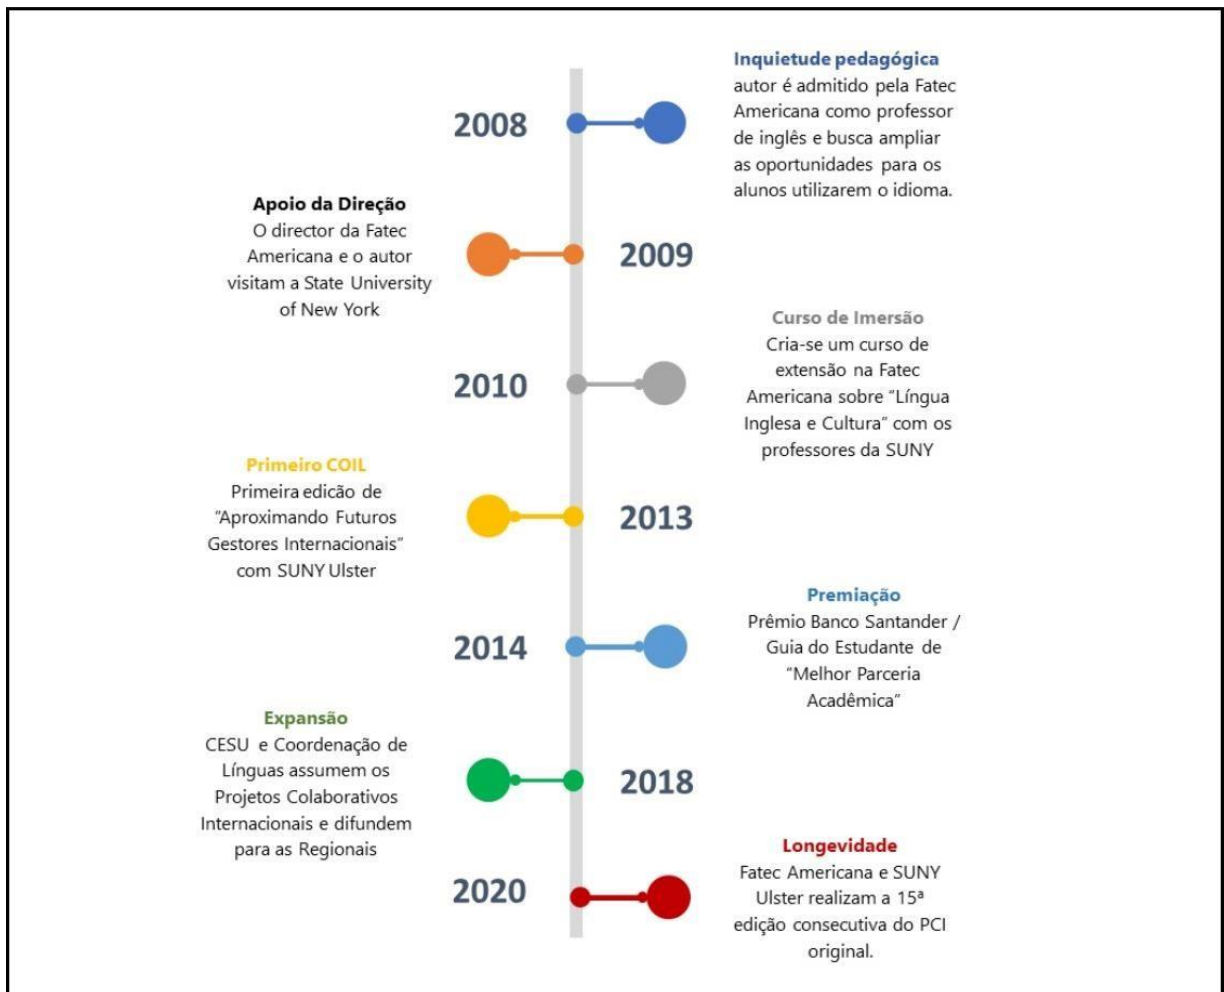 2008
Inquietude pedagógica
autor é admitido pela Fatec
Americana como professor
de inglês e busca ampliar
as oportunidades para os
alunos utilizarem o idioma.
Apoio da Direção
O director da Fatec
Americana e o autor
visitam a State University
of New York
2009
2010
Curso de Imersão
Cria-se um curso de
extensão na Fatec
Americana sobre “Língua
Inglesa e Cultura” com os
professores da SUNY
Primeiro COIL
Primeira edicão de
“Aproximando Futuros
Gestores Internacionais”
com SUNY Ulster
2013
2014
Premiação
Prêmio Banco Santander /
Guia do Estudante de
“Melhor Parceria
Acadêmica”
Expansão
CESU e Coordenação de
Línguas assumem os
Projetos Colaborativos
Internacionais e difundem
para as Regionais
2018
2020
Longevidade
Fatec Americana e SUNY
Ulster realizam a 15ª
edição consecutiva do PCI
original.